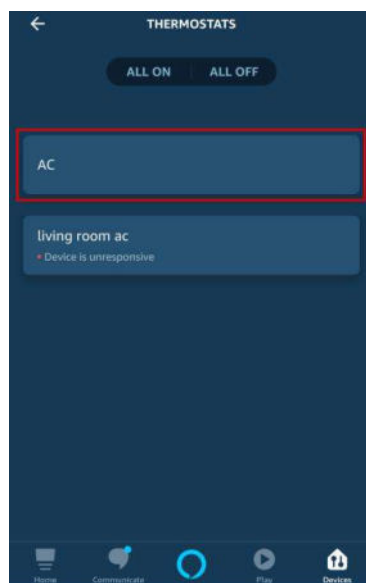 THERMOSTATS
ALL ON ALL OFF
AC
living room ac
Device is unresponsive
Home Communicate Play Devices